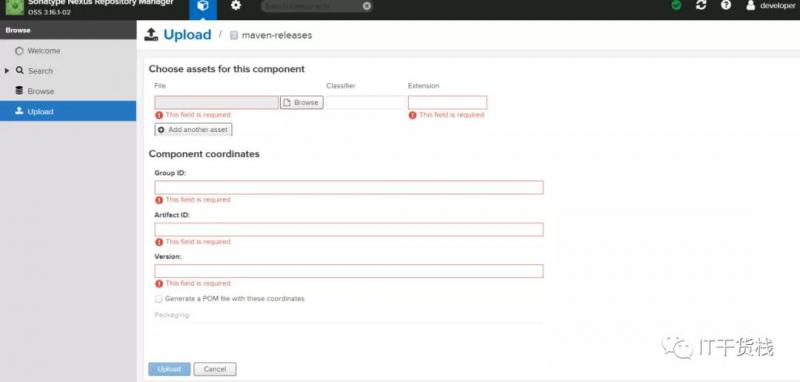 Sonatype Nexus Repository Manager
OSS 3.16.1-02
Search components
developer
Browse
Welcome
Search
Browse
Upload
Upload / maven-releases
Choose assets for this component
File Classifier Extension
Browse
This field is required This field is required
Add another asset
Component coordinates
Group ID:
This field is required
Artifact ID:
This field is required
Version:
This field is required
Generate a POM file with these coordinates
Packaging:
Upload Cancel
IT干货栈